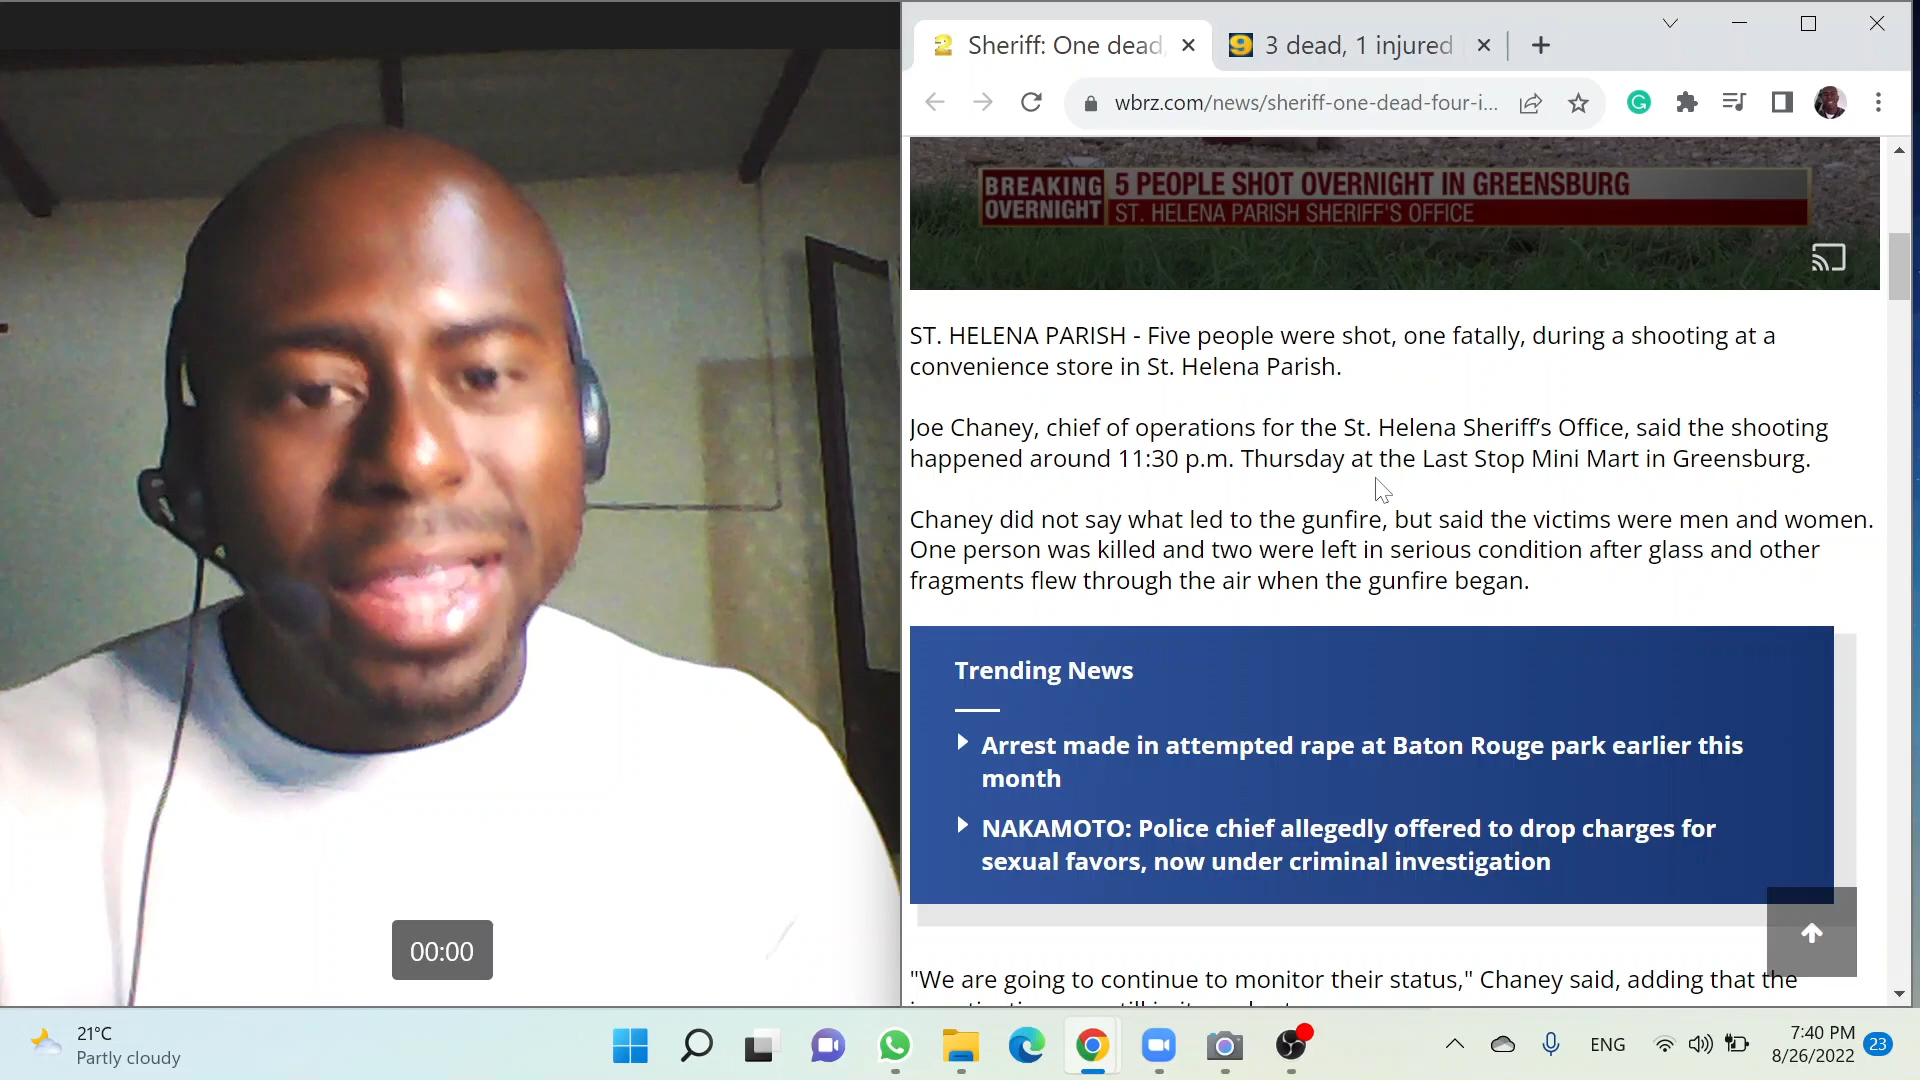 Sheriff: One dead,
3 dead, 1 injured
wbrz.com/news/sheriff-one-dead-four-i...
BREAKING
OVERNIGHT
5 PEOPLE SHOT OVERNIGHT IN GREENSBURG
ST. HELENA PARISH SHERIFF'S OFFICE
ST. HELENA PARISH - Five people were shot, one fatally, during a shooting at a
convenience store in St. Helena Parish.
Joe Chaney, chief of operations for the St. Helena Sheriff's Office, said the shooting
happened around 11:30 p.m. Thursday at the Last Stop Mini Mart in Greensburg.
Chaney did not say what led to the gunfire, but said the victims were men and women.
One person was killed and two were left in serious condition after glass and other
fragments flew through the air when the gunfire began.
Trending News
Arrest made in attempted rape at Baton Rouge park earlier this
month
NAKAMOTO: Police chief allegedly offered to drop charges for
sexual favors, now under criminal investigation
"We are going to continue to monitor their status," Chaney said, adding that the
00:00
21°C
Partly cloudy
ENG
7:40 PM
8/26/2022
23